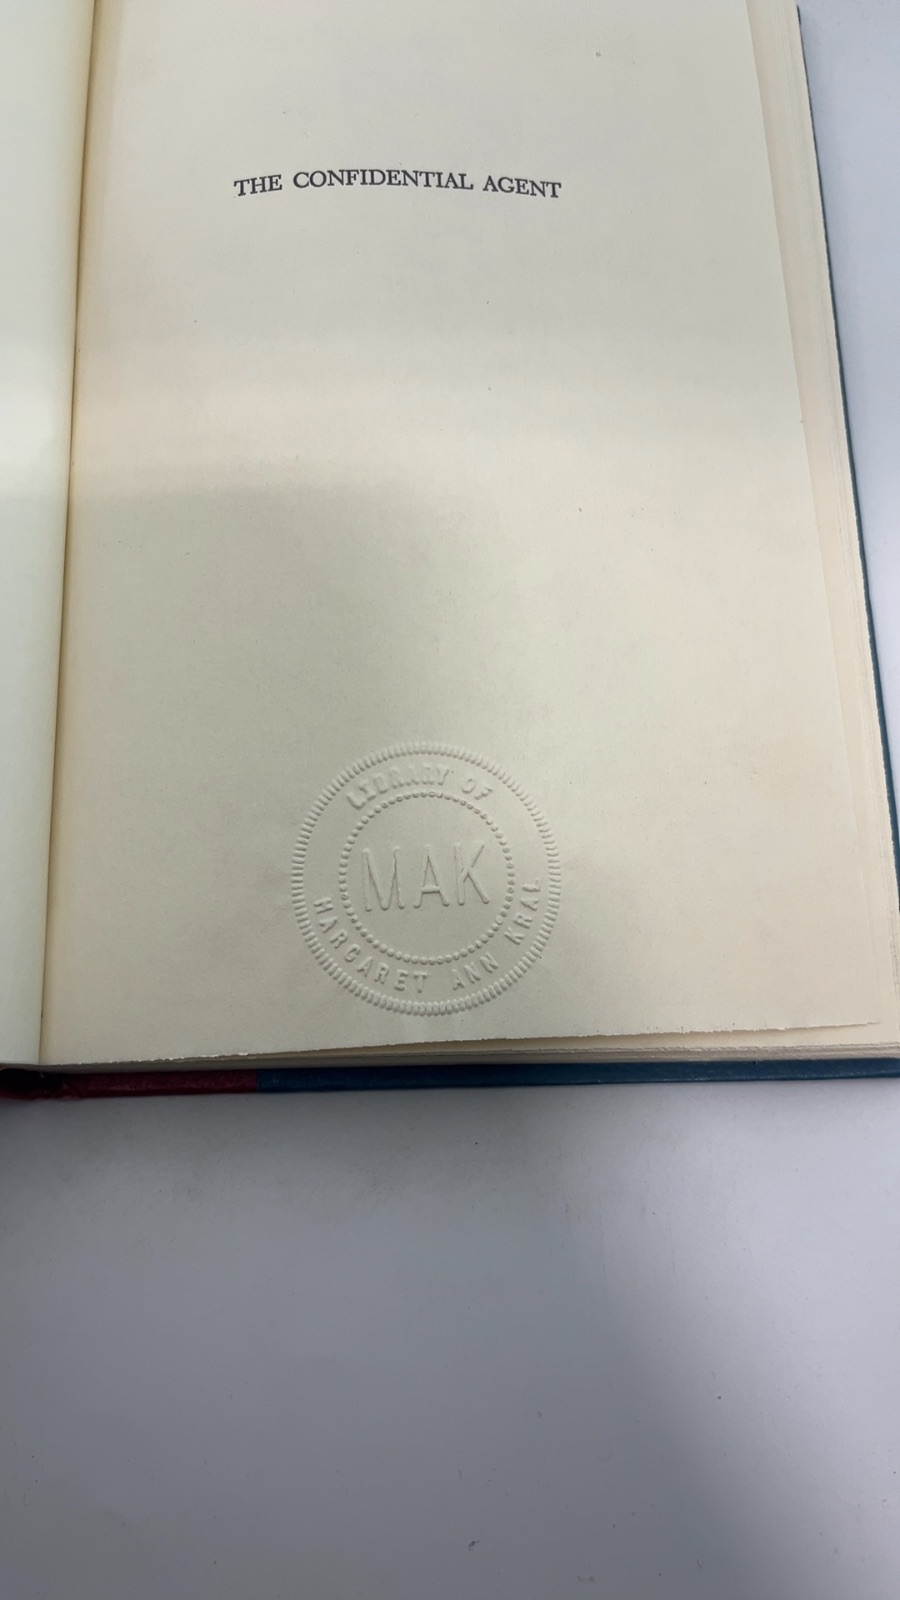 THE CONFIDENTIAL AGENT
LIBRARY OF
MAK
MARGARET ANN KRAL